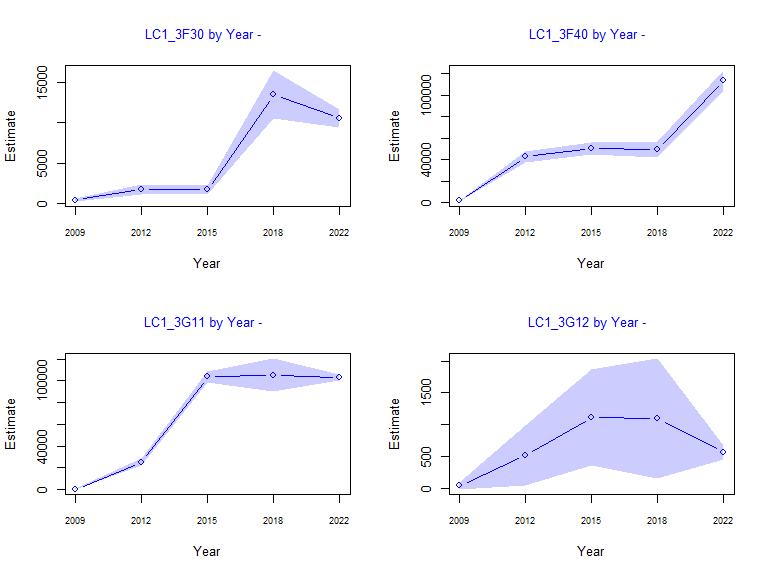 LC1_3F30 by Year -
Estimate
15000
5000
0
2009 2012 2015 2018 2022
Year
LC1_3F40 by Year -
Estimate
100000
40000
0
2009 2012 2015 2018 2022
Year
LC1_3G11 by Year -
Estimate
100000
40000
0
2009 2012 2015 2018 2022
Year
LC1_3G12 by Year -
Estimate
1500
500
0
2009 2012 2015 2018 2022
Year